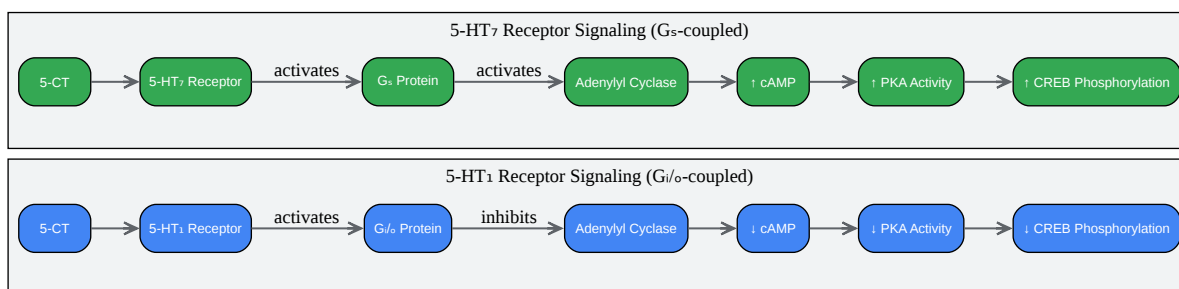 5-HT₇ Receptor Signaling (Gₛ-coupled)
activates
activates
5-CT
5-HT₇ Receptor
Gₛ Protein
Adenylyl Cyclase
↑ cAMP
↑ PKA Activity
↑ CREB Phosphorylation
5-HT₁ Receptor Signaling (Gᵢ/ₒ-coupled)
activates
inhibits
5-CT
5-HT₁ Receptor
Gᵢ/ₒ Protein
Adenylyl Cyclase
↓ cAMP
↓ PKA Activity
↓ CREB Phosphorylation